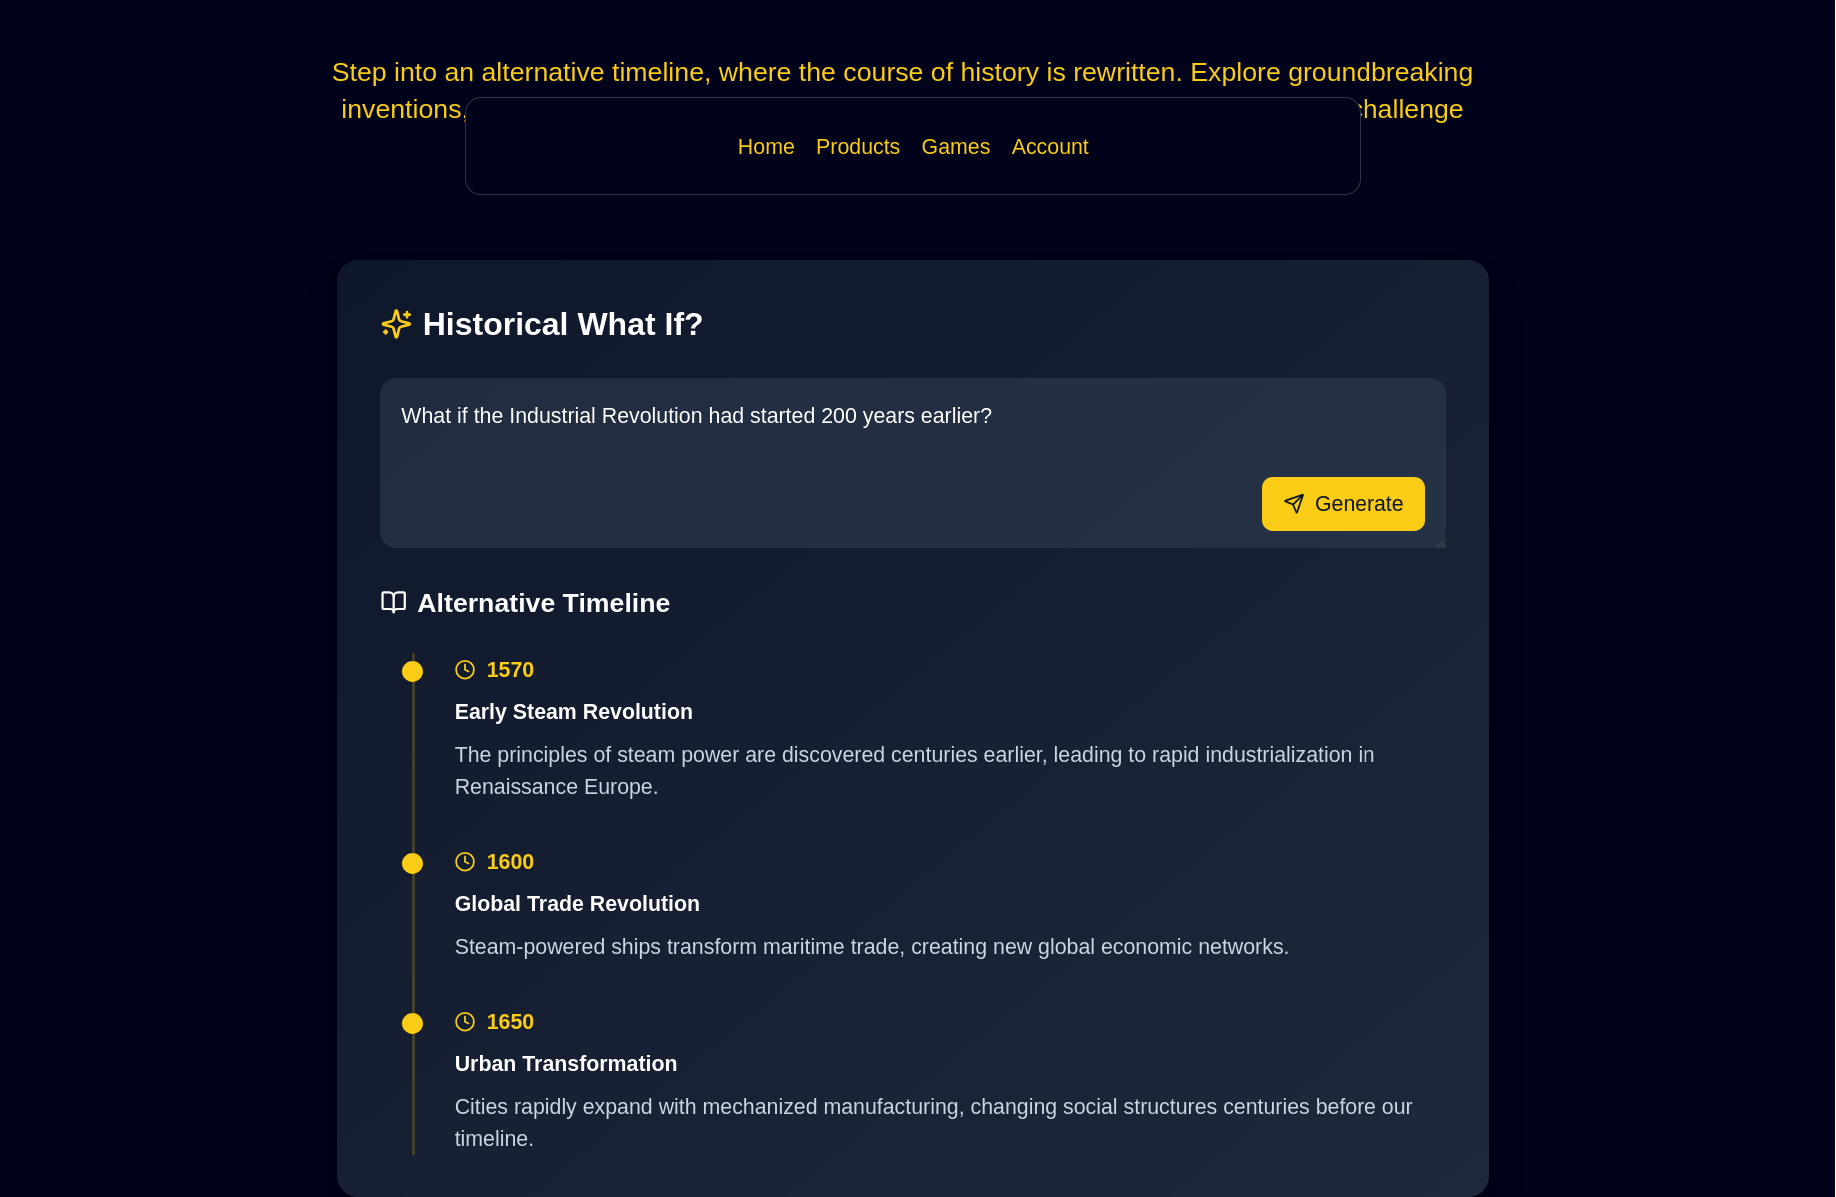 Step into an alternative timeline, where the course of history is rewritten. Explore groundbreaking
inventions, challenge
Home Products Games Account
Historical What If?
What if the Industrial Revolution had started 200 years earlier?
Generate
Alternative Timeline
1570
Early Steam Revolution
The principles of steam power are discovered centuries earlier, leading to rapid industrialization in
Renaissance Europe.
1600
Global Trade Revolution
Steam-powered ships transform maritime trade, creating new global economic networks.
1650
Urban Transformation
Cities rapidly expand with mechanized manufacturing, changing social structures centuries before our
timeline.